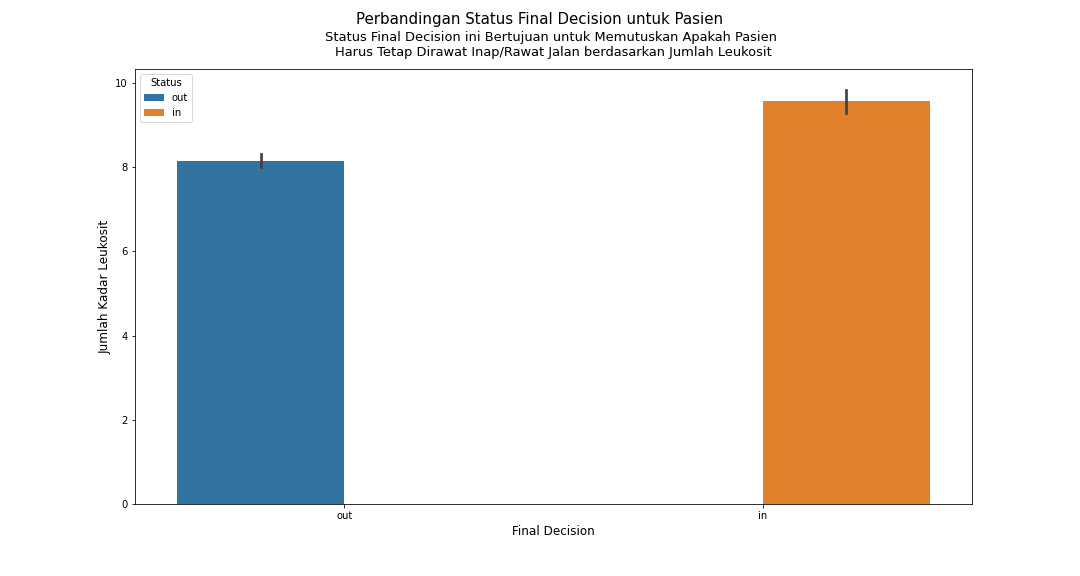 Perbandingan Status Final Decision untuk Pasien
Status Final Decision ini Bertujuan untuk Memutuskan Apakah Pasien
Harus Tetap Dirawat Inap/Rawat Jalan berdasarkan Jumlah Leukosit
Status
out
in
Jumlah Kadar Leukosit
10
8
6
4
2
0
out
in
Final Decision